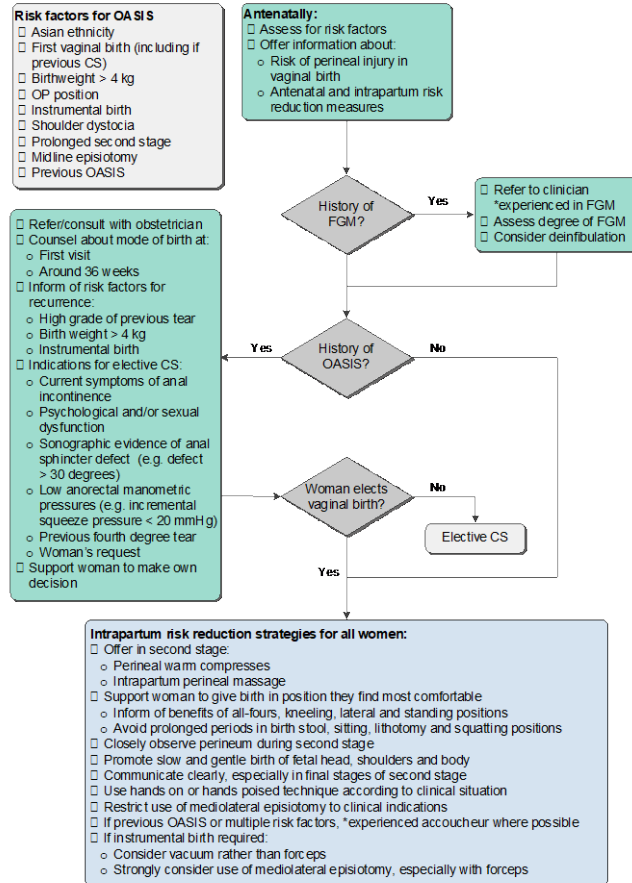 Risk factors for OASIS
Asian ethnicity
First vaginal birth (including if
previous CS)
Birthweight > 4 kg
OP position
Instrumental birth
Shoulder dystocia
Prolonged second stage
Midline episiotomy
Previous OASIS
Antenatally:
Assess for risk factors
Offer information about:
o Risk of perineal injury in
vaginal birth
o Antenatal and intrapartum risk
reduction measures
History of
FGM?
Yes
Refer to clinician
*experienced in FGM
Assess degree of FGM
Consider deinfibulation
Refer/consult with obstetrician
Counsel about mode of birth at:
o First visit
o Around 36 weeks
Inform of risk factors for
recurrence:
o High grade of previous tear
o Birth weight > 4 kg
o Instrumental birth
Indications for elective CS:
o Current symptoms of anal
incontinence
o Psychological and/or sexual
dysfunction
o Sonographic evidence of anal
sphincter defect (e.g. defect
> 30 degrees)
o Low anorectal manometric
pressures (e.g. incremental
squeeze pressure < 20 mmHg)
o Previous fourth degree tear
o Woman's request
Support woman to make own
decision
Yes
History of
OASIS?
No
Woman elects
vaginal birth?
No
Elective CS
Yes
Intrapartum risk reduction strategies for all women:
Offer in second stage:
o Perineal warm compresses
o Intrapartum perineal massage
Support woman to give birth in position they find most comfortable
o Inform of benefits of all-fours, kneeling, lateral and standing positions
o Avoid prolonged periods in birth stool, sitting, lithotomy and squatting positions
Closely observe perineum during second stage
Promote slow and gentle birth of fetal head, shoulders and body
Communicate clearly, especially in final stages of second stage
Use hands on or hands poised technique according to clinical situation
Restrict use of mediolateral episiotomy to clinical indications
If previous OASIS or multiple risk factors, *experienced accoucheur where possible
If instrumental birth required:
o Consider vacuum rather than forceps
o Strongly consider use of mediolateral episiotomy, especially with forceps